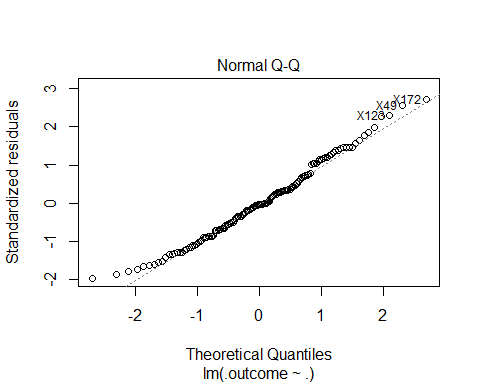 Normal Q-Q
Standardized residuals
3
2
1
0
-1
-2
X123 X49 X172
-2 -1 0 1 2
Theoretical Quantiles
lm(.outcome ~ .)